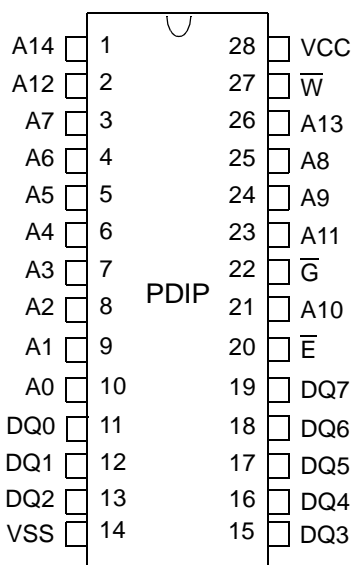 A14 1 28 VCC
A12 2 27 W̅
A7 3 26 A13
A6 4 25 A8
A5 5 24 A9
A4 6 23 A11
A3 7 22 G̅
PDIP
A2 8 21 A10
A1 9 20 E̅
A0 10 19 DQ7
DQ0 11 18 DQ6
DQ1 12 17 DQ5
DQ2 13 16 DQ4
VSS 14 15 DQ3